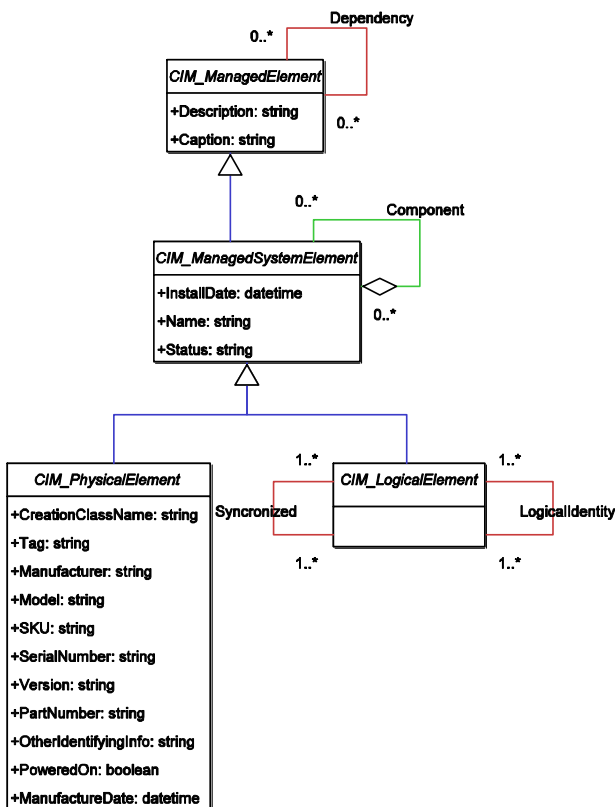 Dependency
0..*
CIM_ManagedElement
+Description: string
+Caption: string
0..*
0..*
Component
CIM_ManagedSystemElement
+InstallDate: datetime
+Name: string
+Status: string
0..*
CIM_PhysicalElement
+CreationClassName: string
+Tag: string
+Manufacturer: string
+Model: string
+SKU: string
+SerialNumber: string
+Version: string
+PartNumber: string
+OtherIdentifyingInfo: string
+PoweredOn: boolean
+ManufactureDate: datetime
1..*
CIM_LogicalElement
1..*
Syncronized
LogicalIdentity
1..*
1..*